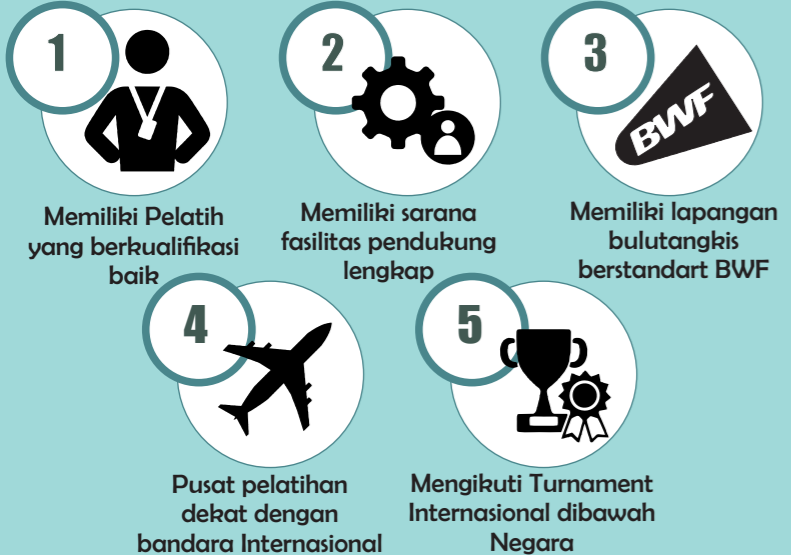 1
Memiliki Pelatih
yang berkualifikasi
baik
2
Memiliki sarana
fasilitas pendukung
lengkap
3
BWF
Memiliki lapangan
bulutangkis
berstandart BWF
4
Pusat pelatihan
dekat dengan
bandara Internasional
5
Mengikuti Turnament
Internasional dibawah
Negara